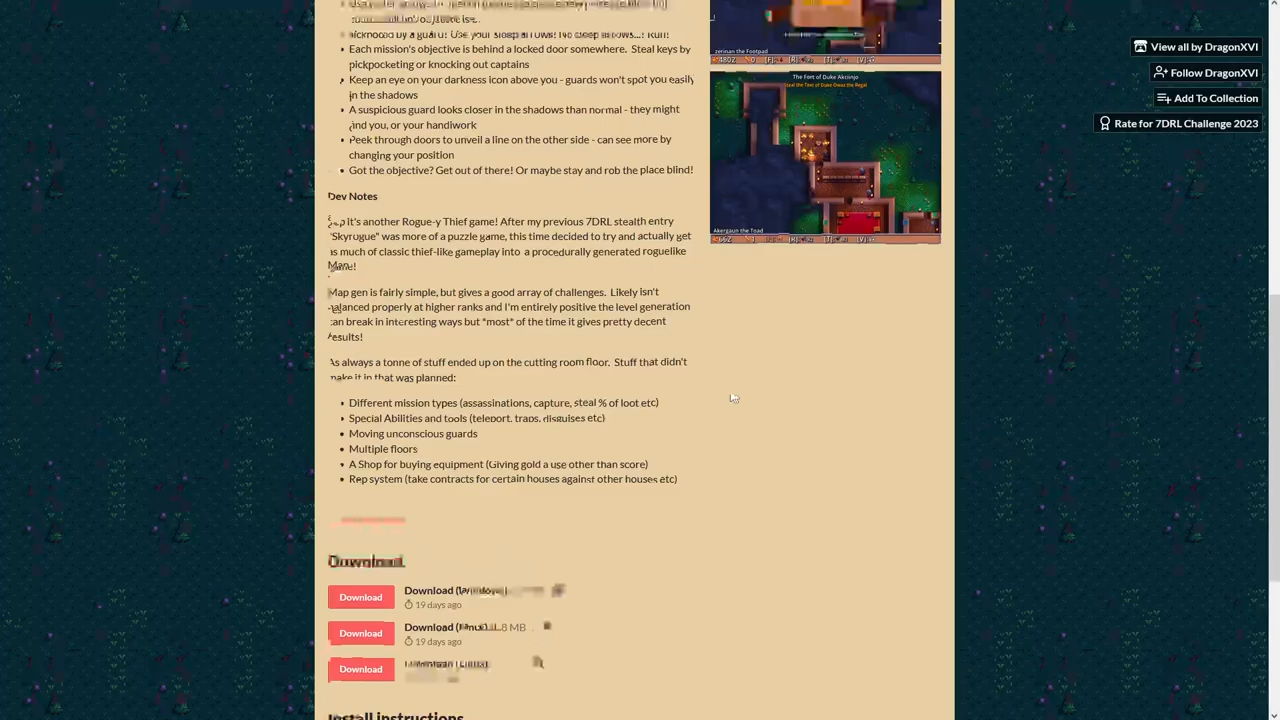 knocked by a guard! Use your sleep arrows! No sleep arrows...? Run!
Each mission's objective is behind a locked door somewhere. Steal keys by
pickpocketing or knocking out captains
Keep an eye on your darkness icon above you - guards won't spot you easily
in the shadows
A suspicious guard looks closer in the shadows than normal - they might
find you, or your handiwork
Peek through doors to unveil a line on the other side - can see more by
changing your position
Got the objective? Get out of there! Or maybe stay and rob the place blind!
Dev Notes
it's another Rogue-y Thief game! After my previous 7DRL stealth entry
"Skyrogue" was more of a puzzle game, this time decided to try and actually get
as much of classic thief-like gameplay into a procedurally generated roguelike
Map gen is fairly simple, but gives a good array of challenges. Likely isn't
balanced properly at higher ranks and I'm entirely positive the level generation
can break in interesting ways but *most* of the time it gives pretty decent
results!
As always a tonne of stuff ended up on the cutting room floor. Stuff that didn't
make it in that was planned:
Different mission types (assassinations, capture, steal % of loot etc)
Special Abilities and tools (teleport, traps, disguises etc)
Moving unconscious guards
Multiple floors
A Shop for buying equipment (Giving gold a use other than score)
Rep system (take contracts for certain houses against other houses etc)
Download
Download Download
19 days ago
Download Download MB
19 days ago
Download
Install instructions
zerinan the Footpad
The Fort of Duke Akcinjo
Akergaun the Toad
View all by DragonXVI
Follow DragonXVI
Add To Collection
Rate for 7DRL Challenge 2023